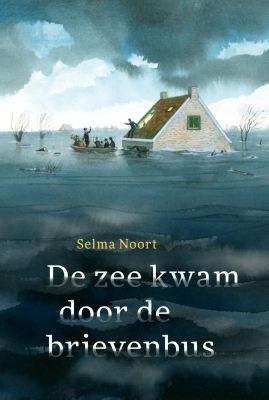 Selma Noort
De zee kwam
door de
brievenbus